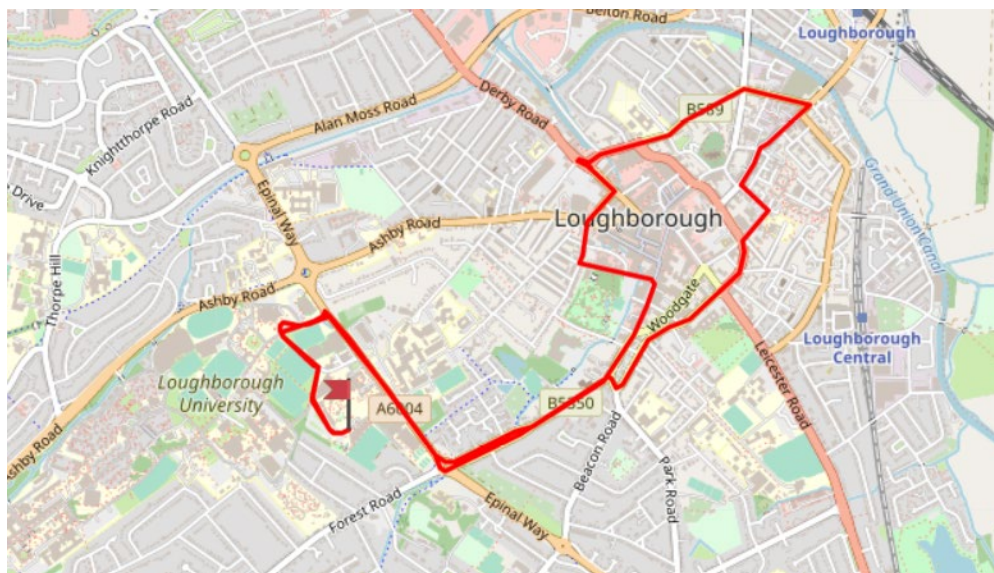 Belton Road
Loughborough
Derby Road
Alan Moss Road
B589
Knightthorpe Road
Drive
Epinal Way
Grand Union Canal
Loughborough
Ashby Road
Thorpe Hill
Ashby Road
Woodgate
Loughborough
Central
Leicester Road
Loughborough
University
A6004
B5350
Ashby Road
Beacon Road
Park Road
Forest Road
Epinal Way